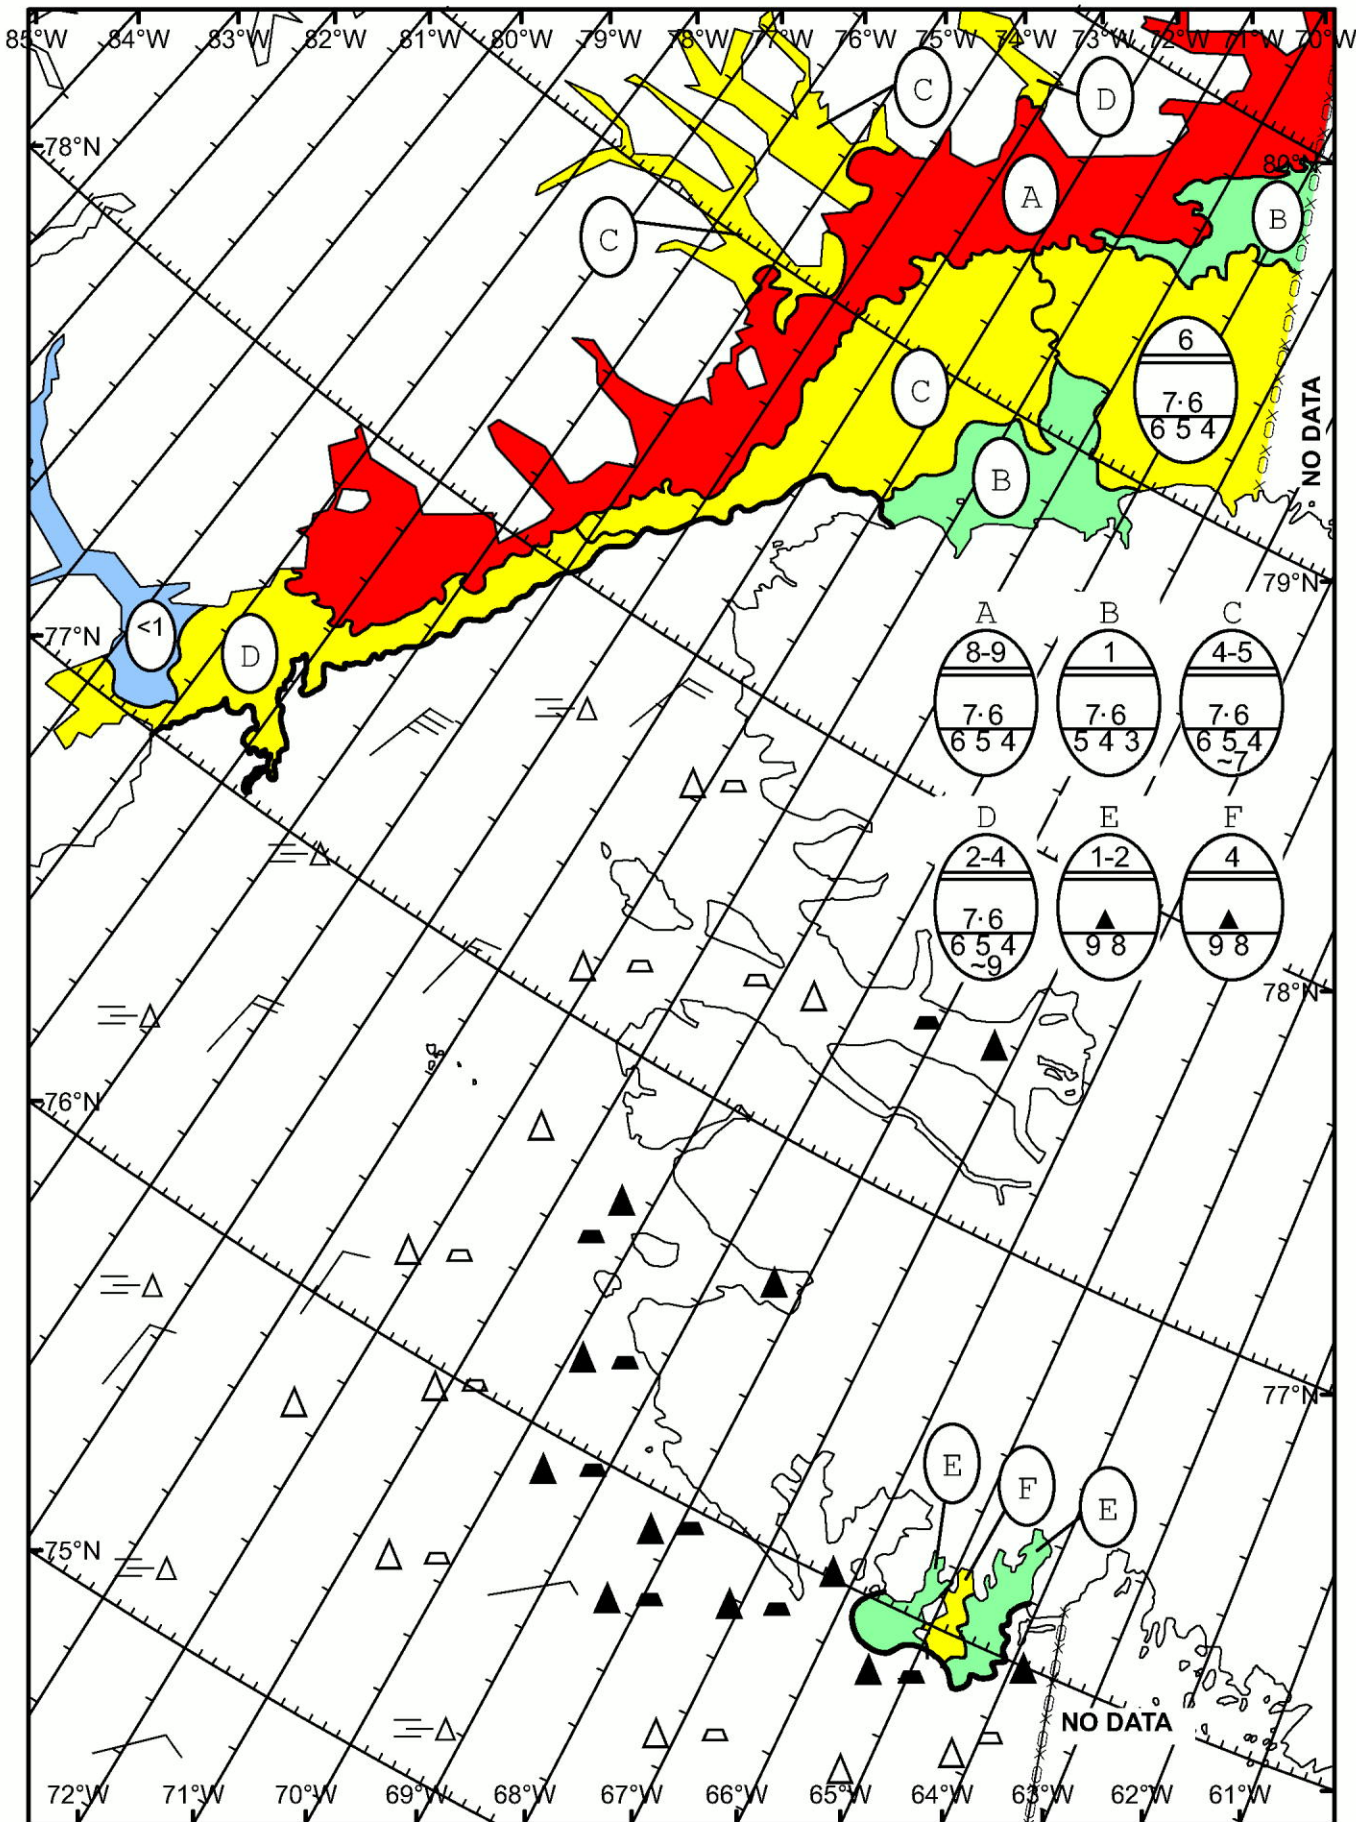 85°W 84°W 83°W 82°W 81°W 80°W 79°W 78°W 77°W 76°W 75°W 74°W 73°W 72°W 71°W 70°W
C
D
78°N
80°N
A
B
C
6
7·6
6 5 4
C
NO DATA
B
79°N
77°N
<1
D
A B C
8-9 1 4-5
7·6 7·6 7·6
6 5 4 5 4 3 6 5 4
~7
D E F
2-4 1-2 4
7·6
6 5 4 9 8 9 8
~9
78°N
76°N
77°N
E
F
E
75°N
NO DATA
72°W 71°W 70°W 69°W 68°W 67°W 66°W 65°W 64°W 63°W 62°W 61°W